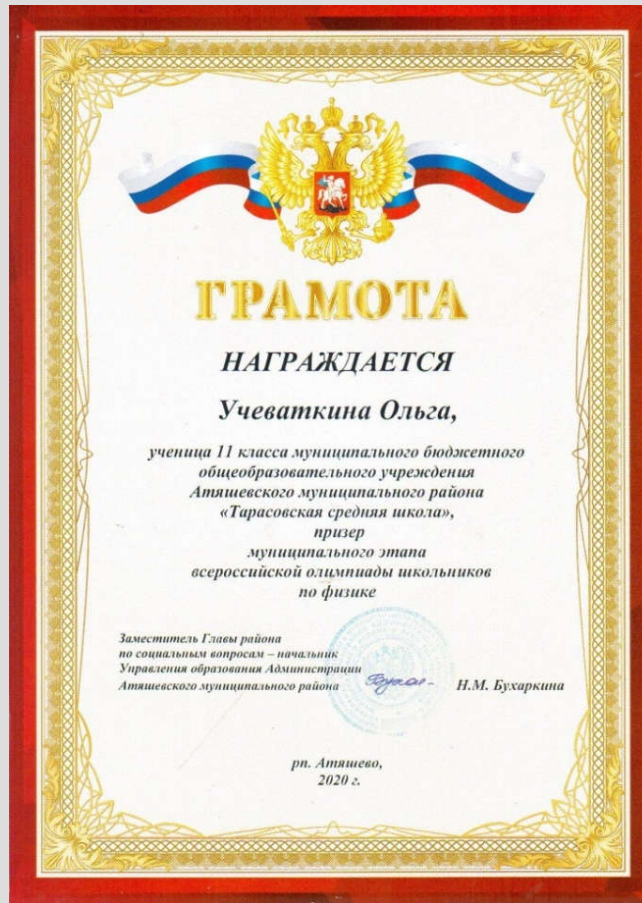 ГРАМОТА
НАГРАЖДАЕТСЯ
Учеваткина Ольга,
ученица 11 класса муниципального бюджетного
общеобразовательного учреждения
Атяшевского муниципального района
«Тарасовская средняя школа»,
призер
муниципального этапа
всероссийской олимпиады школьников
по физике
Заместитель Главы района
по социальным вопросам – начальник
Управления образования Администрации
Атяшевского муниципального района
Н.М. Бухаркина
рп. Атяшево,
2020 г.